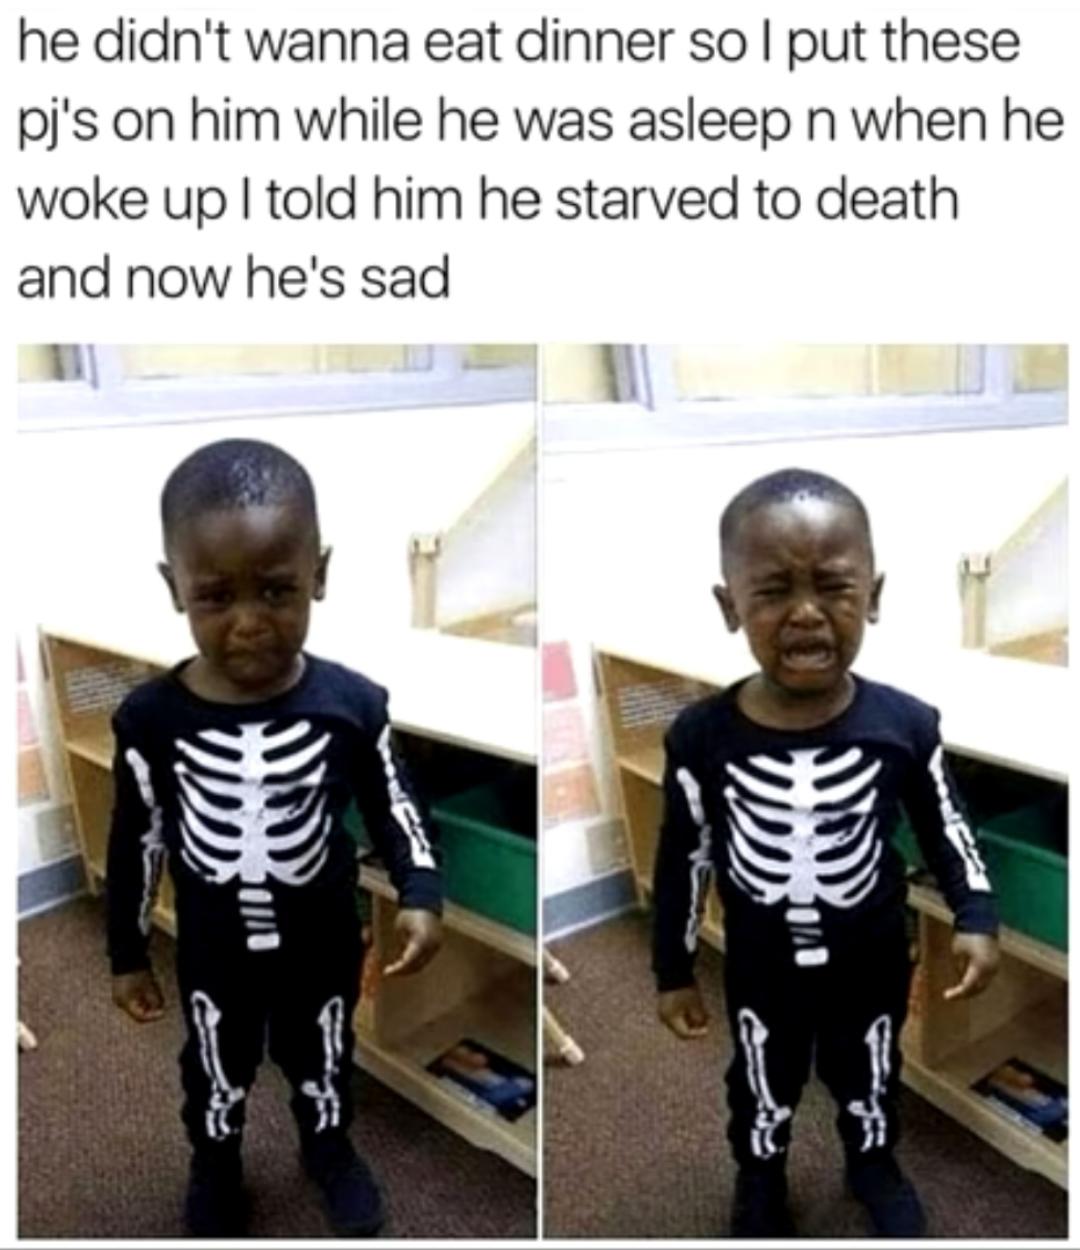 he didn't wanna eat dinner so I put these
pj's on him while he was asleep n when he
woke up I told him he starved to death
and now he's sad